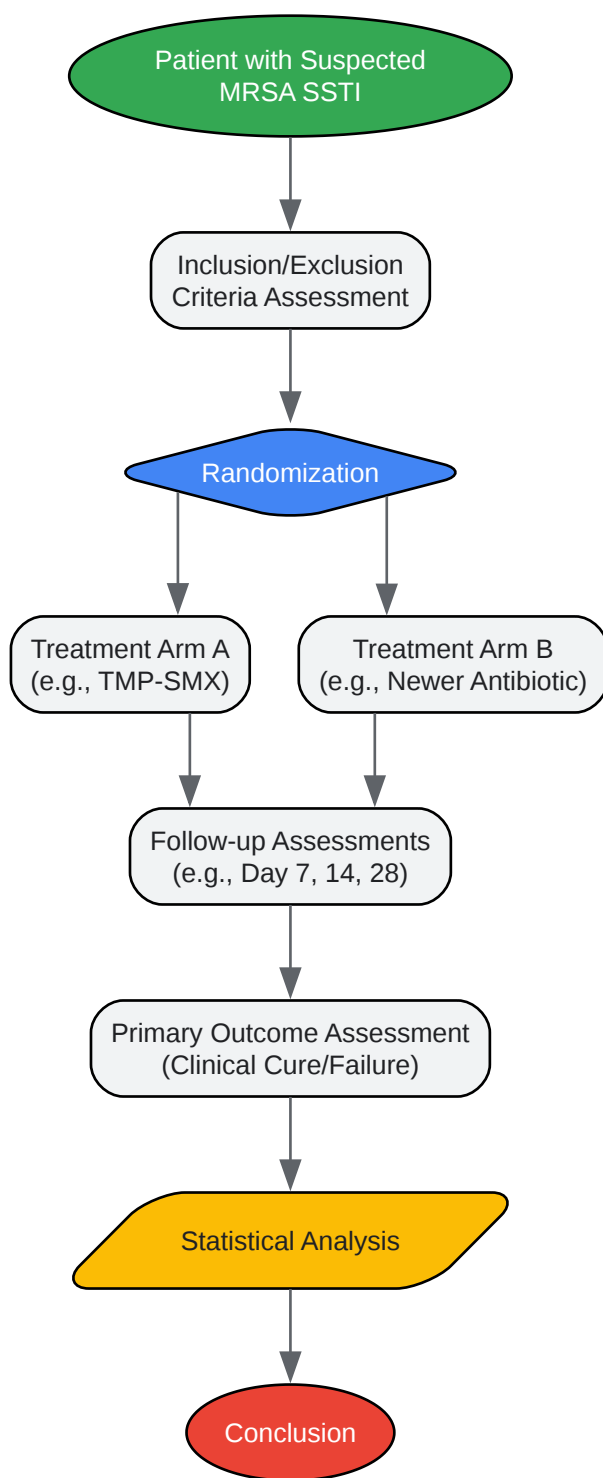 Patient with Suspected
MRSA SSTI
Inclusion/Exclusion
Criteria Assessment
Randomization
Treatment Arm A
(e.g., TMP-SMX)
Treatment Arm B
(e.g., Newer Antibiotic)
Follow-up Assessments
(e.g., Day 7, 14, 28)
Primary Outcome Assessment
(Clinical Cure/Failure)
Statistical Analysis
Conclusion